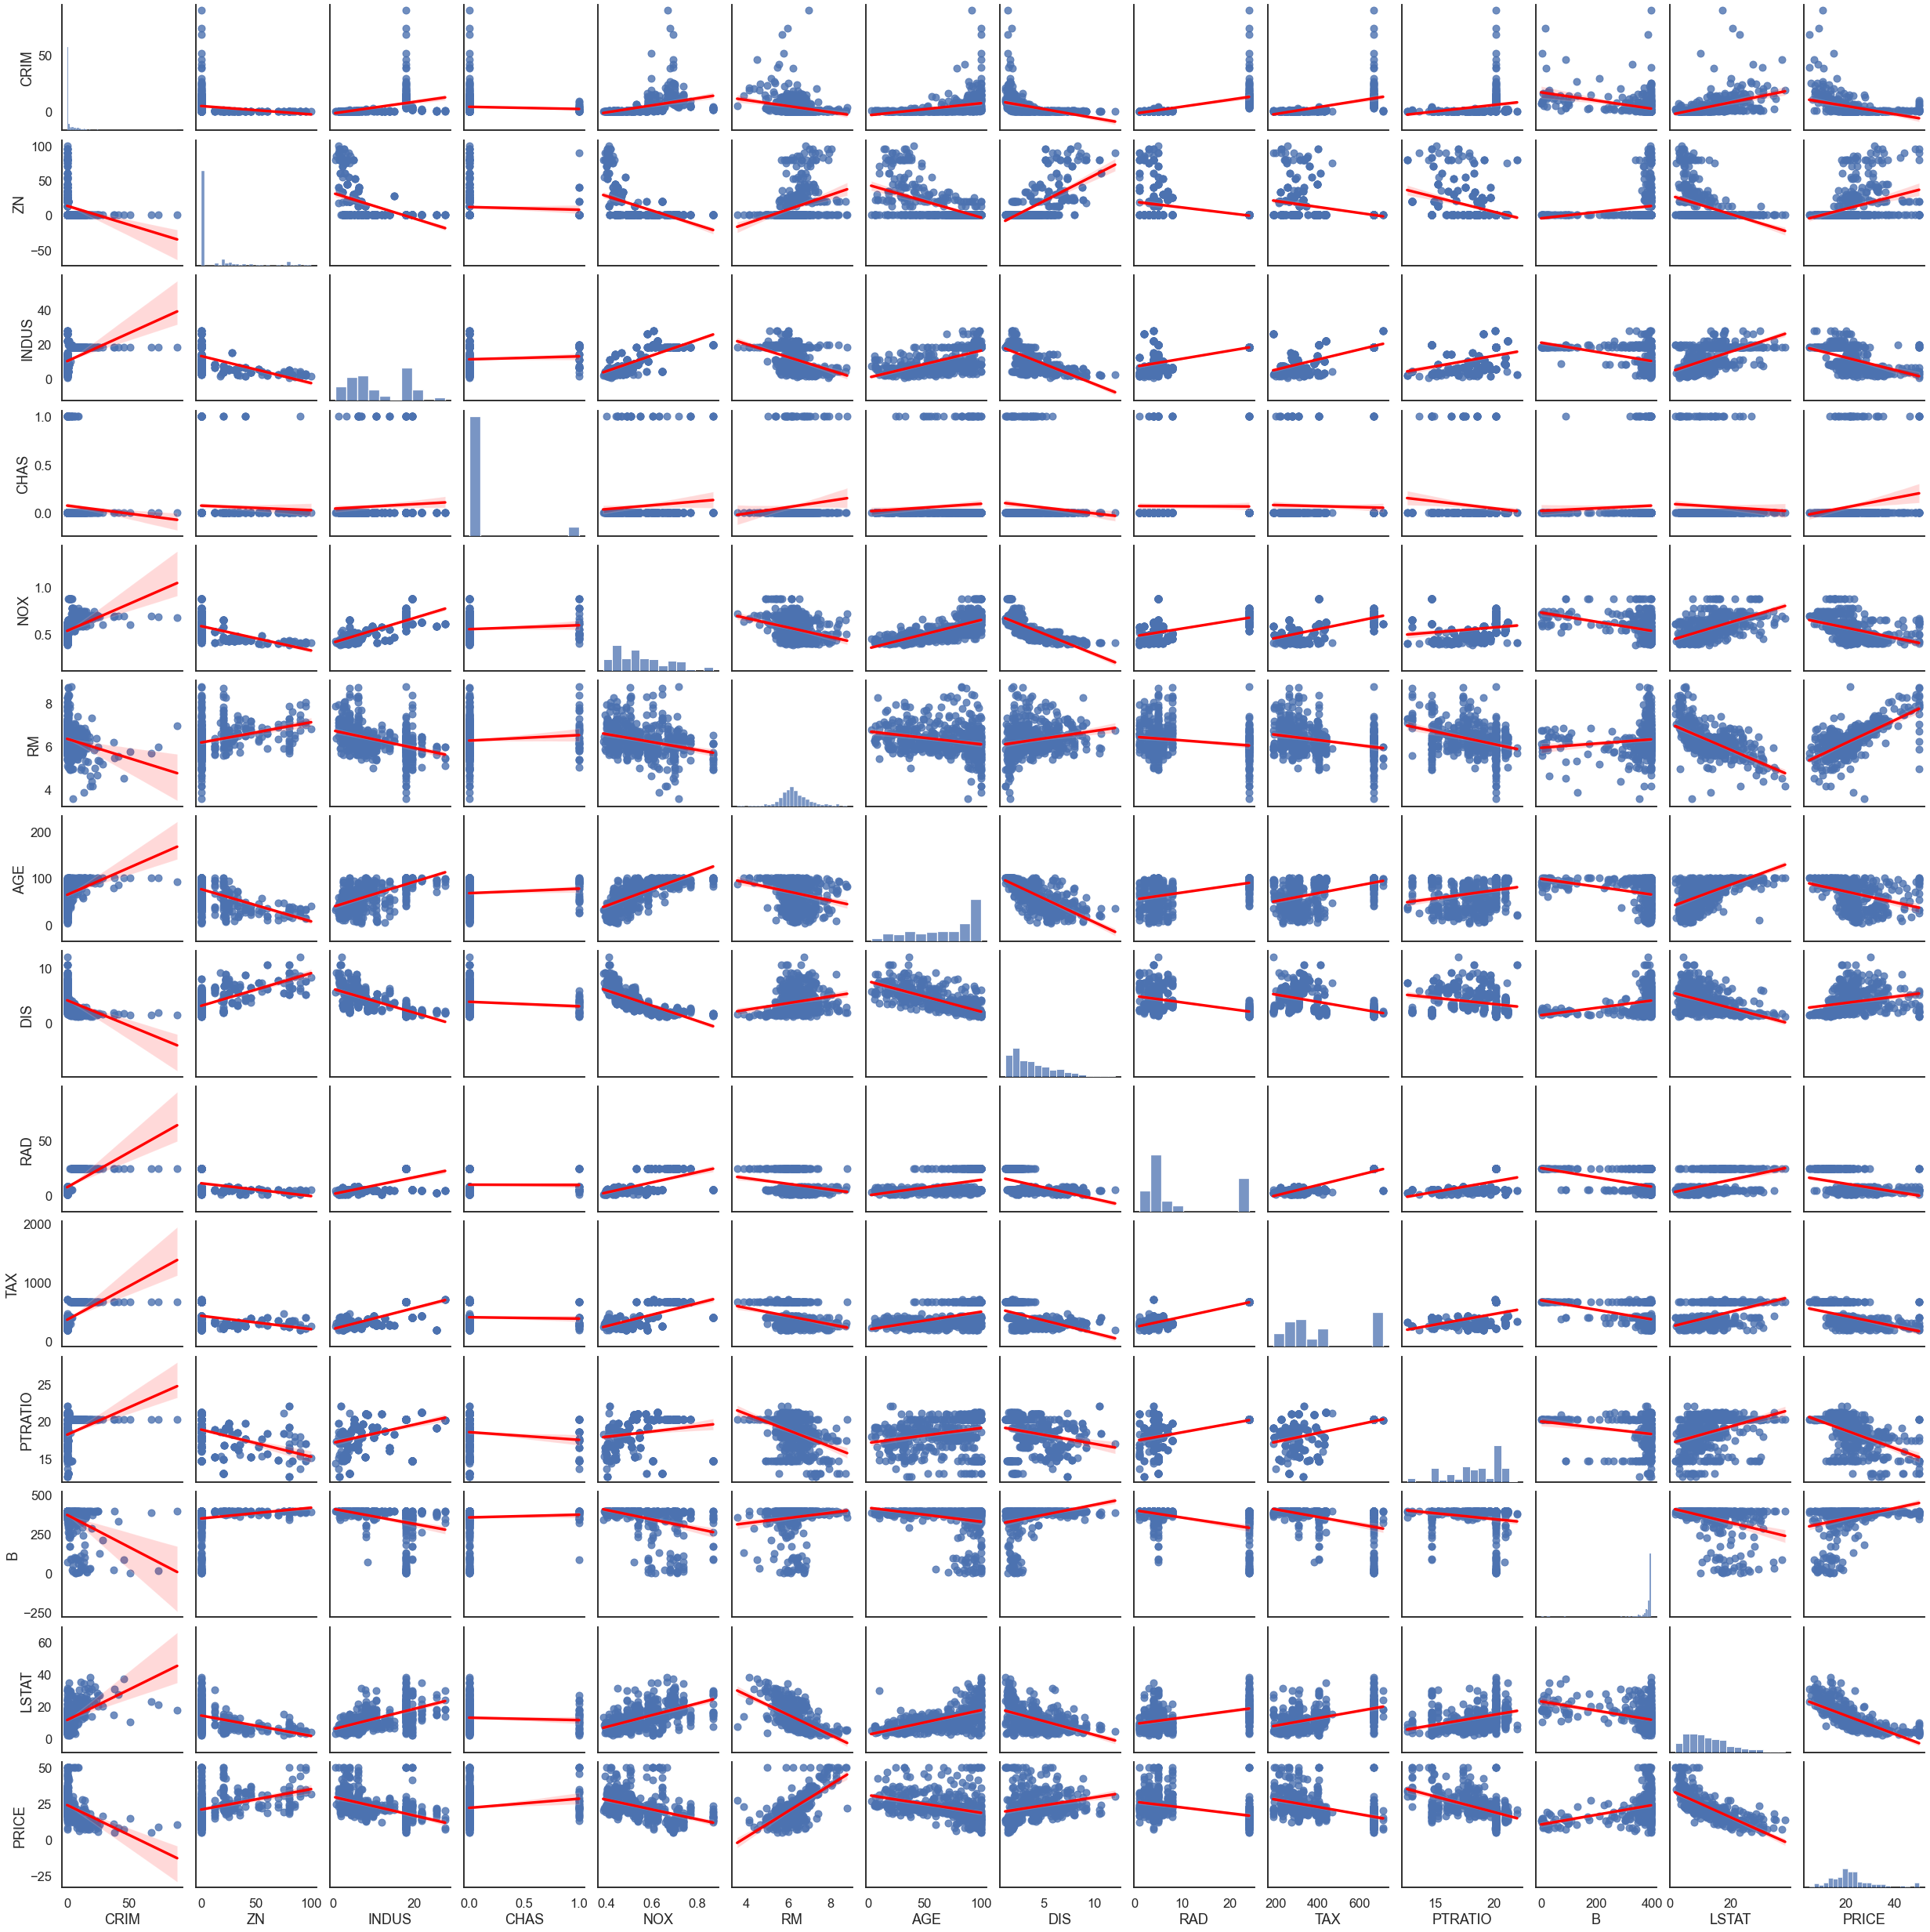 50
0
CRIM
100
50
0
−50
ZN
40
20
0
INDUS
1.0
0.5
0.0
CHAS
1.0
0.5
NOX
8
6
4
RM
200
100
0
AGE
10
0
DIS
50
0
RAD
2000
1000
0
TAX
25
20
15
PTRATIO
500
250
0
−250
B
60
40
20
0
LSTAT
50
25
0
−25
PRICE
0 50 0 50 100 0 20 0.0 0.5 1.0 0.4 0.6 0.8 4 6 8 0 50 100 5 10 0 10 20 200 400 600 15 20 0 200 400 0 20 20 40
CRIM ZN INDUS CHAS NOX RM AGE DIS RAD TAX PTRATIO B LSTAT PRICE